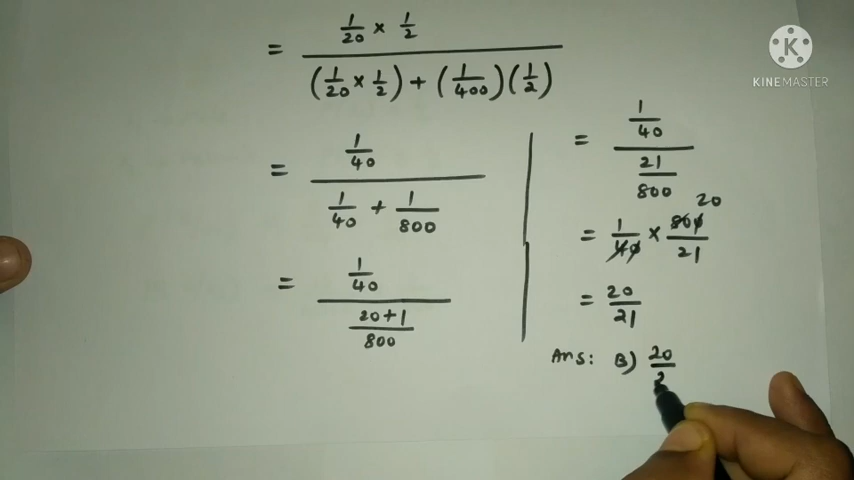 = (1/20 × 1/2) / ((1/20 × 1/2) + (1/400)(1/2))
= (1/40) / (1/40 + 1/800)
= (1/40) / ((20+1)/800)
= (1/40) / (21/800)
= 1/40 × 800/21 20
= 20/21
Ans: B) 20/2
K
KINEMASTER